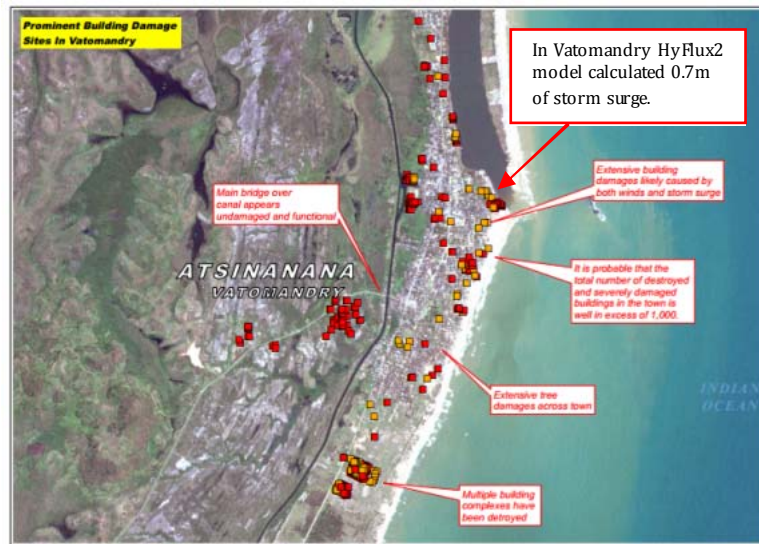 Prominent Building Damage
Sites In Vatomandry
In Vatomandry HyFlux2
model calculated 0.7m
of storm surge.
Extensive building
damages likely caused by
both winds and storm surge
Main bridge over
canal appears
undamaged and functional
ATSINANANA
VATOMANDRY
It is probable that the
total number of destroyed
and severely damaged
buildings in the town is
well in excess of 1,000.
Extensive tree
damages across town
INDIAN
OCEAN
Multiple building
complexes have
been detroyed